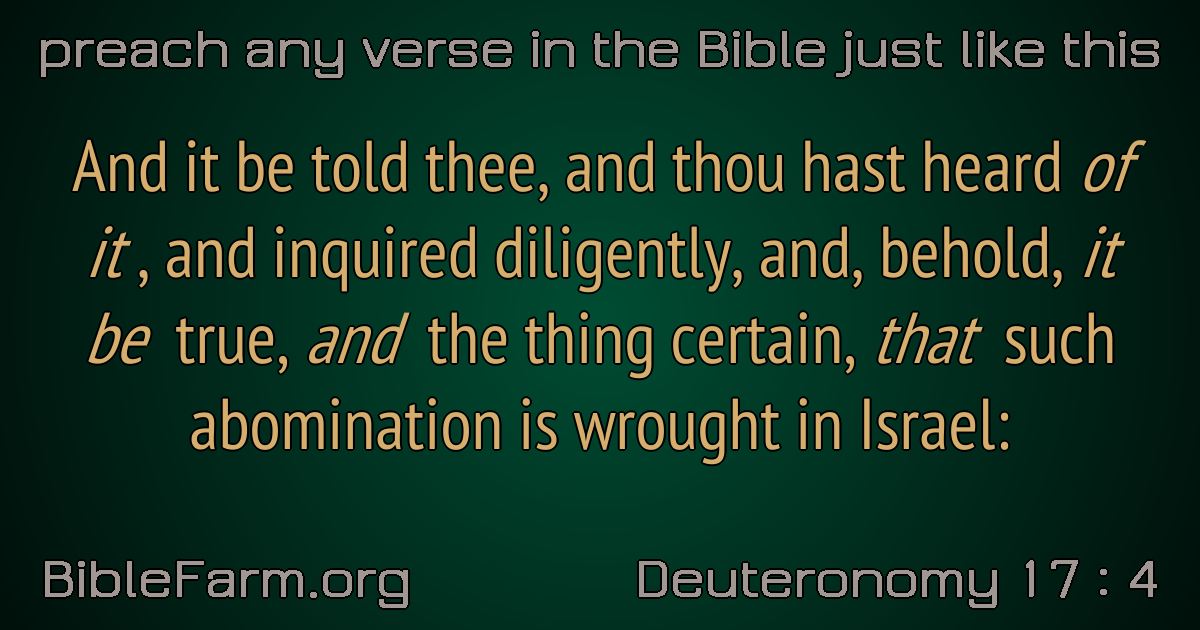 preach any verse in the Bible just like this
And it be told thee, and thou hast heard of
it , and inquired diligently, and, behold, it
be true, and the thing certain, that such
abomination is wrought in Israel:
BibleFarm.org
Deuteronomy 17 : 4